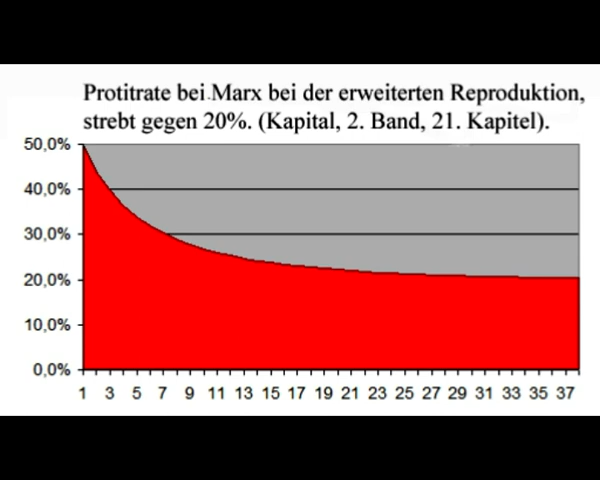 Protitrate bei Marx bei der erweiterten Reproduktion,
strebt gegen 20%. (Kapital, 2. Band, 21. Kapitel).
50,0%
40,0%
30,0%
20,0%
10,0%
0,0%
1 3 5 7 9 11 13 15 17 19 21 23 25 27 29 31 33 35 37